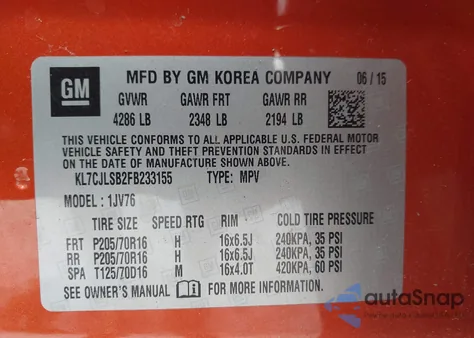 GM
MFD BY GM KOREA COMPANY 06 / 15
GVWR GAWR FRT GAWR RR
4286 LB 2348 LB 2194 LB
THIS VEHICLE CONFORMS TO ALL APPLICABLE U.S. FEDERAL MOTOR
VEHICLE SAFETY AND THEFT PREVENTION STANDARDS IN EFFECT ON
THE DATE OF MANUFACTURE SHOWN ABOVE.
KL7CJLSB2FB233155 TYPE: MPV
MODEL : 1JV76
TIRE SIZE SPEED RTG RIM COLD TIRE PRESSURE
FRT P205/70R16 H 16x6.5J 240KPA, 35 PSI
RR P205/70R16 H 16x6.5J 240KPA, 35 PSI
SPA T125/70D16 M 16x4.0T 420KPA, 60 PSI
SEE OWNER'S MANUAL FOR MORE INFORMATION.
autoSnap